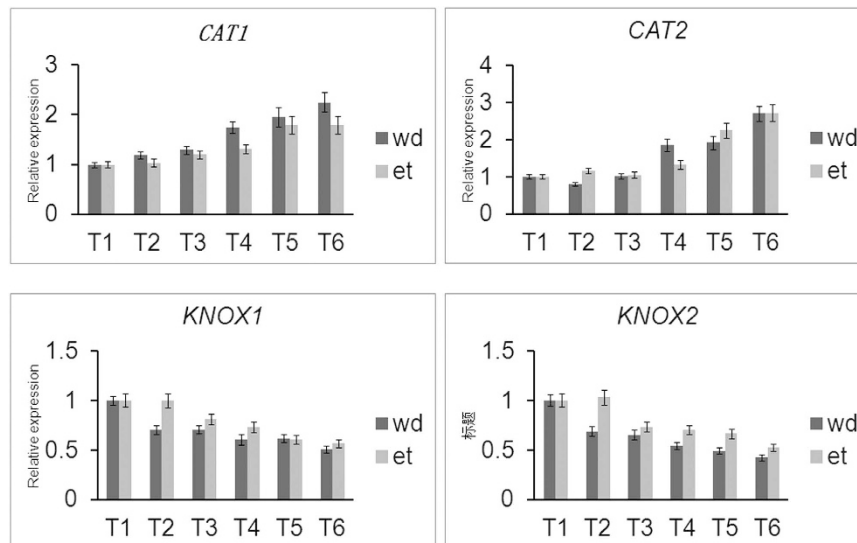 CAT1
Relative expression
3
2
1
0
T1 T2 T3 T4 T5 T6
wd
et
CAT2
Relative expression
4
3
2
1
0
T1 T2 T3 T4 T5 T6
wd
et
KNOX1
Relative expression
1.5
1
0.5
0
T1 T2 T3 T4 T5 T6
wd
et
KNOX2
标题
1.5
1
0.5
0
T1 T2 T3 T4 T5 T6
wd
et